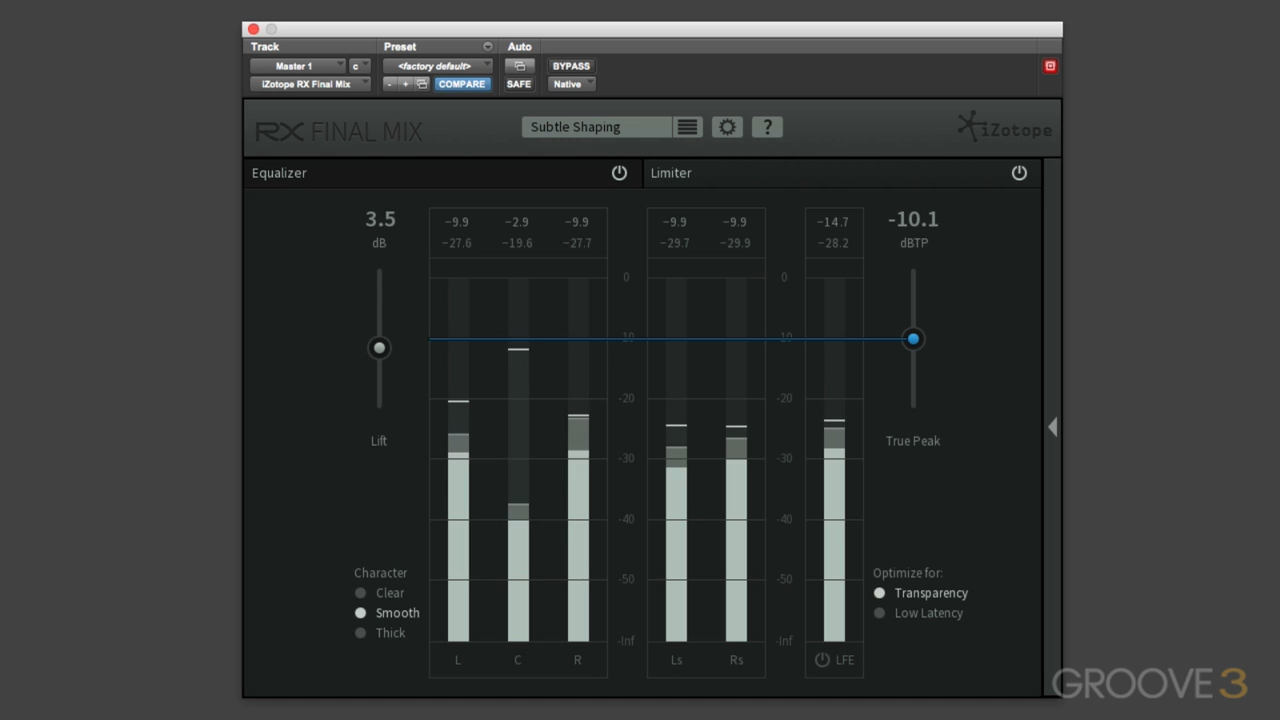 Track Preset Auto
Master 1 c <factory default> BYPASS
iZotope RX Final Mix - + COMPARE SAFE Native
RX FINAL MIX Subtle Shaping ? iZotope
Equalizer Limiter
3.5 -9.9 -2.9 -9.9 -9.9 -9.9 -14.7 -10.1
dB -27.6 -19.6 -27.7 -29.7 -29.9 -28.2 dBTP
0 0
-10 -10
-20 -20
Lift True Peak
-30 -30
-40 -40
Character Optimize for:
-50 -50
Clear Transparency
Smooth Low Latency
Thick
-Inf -Inf
L C R Ls Rs LFE
GROOVE3